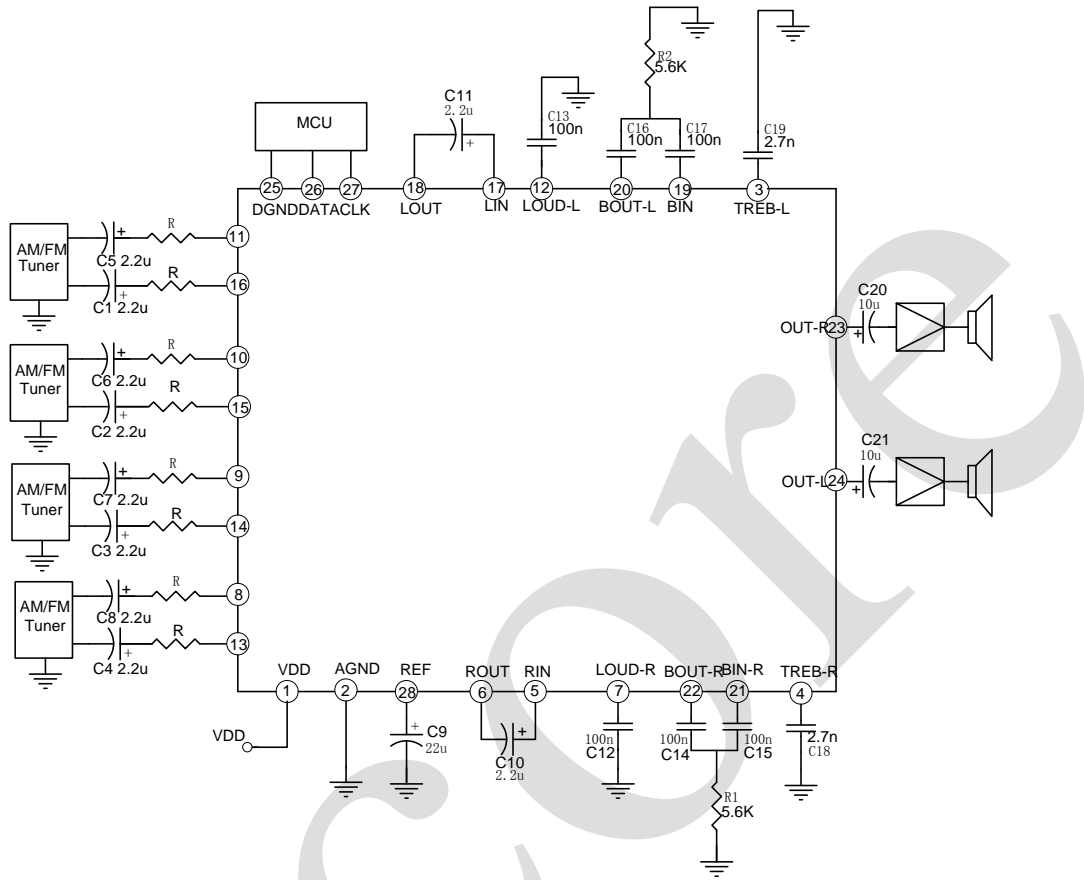 R2
5.6K
C11
2.2u
C13
100n
C16
100n
C17
100n
C19
2.7n
MCU
25
26
27
18
17
12
20
19
3
DGND
DATA
CLK
LOUT
LIN
LOUD-L
BOUT-L
BIN
TREB-L
AM/FM
Tuner
C5 2.2u
R
11
C1 2.2u
R
16
AM/FM
Tuner
C6 2.2u
R
10
C2 2.2u
R
15
AM/FM
Tuner
C7 2.2u
R
9
C3 2.2u
R
14
AM/FM
Tuner
C8 2.2u
R
8
C4 2.2u
R
13
OUT-R
23
C20
10u
OUT-L
24
C21
10u
VDD
AGND
REF
ROUT
RIN
LOUD-R
BOUT-R
BIN-R
TREB-R
1
2
28
6
5
7
22
21
4
VDD
C9
22u
C10
2.2u
100n
C12
100n
C14
100n
C15
2.7n
C18
R1
5.6K
core